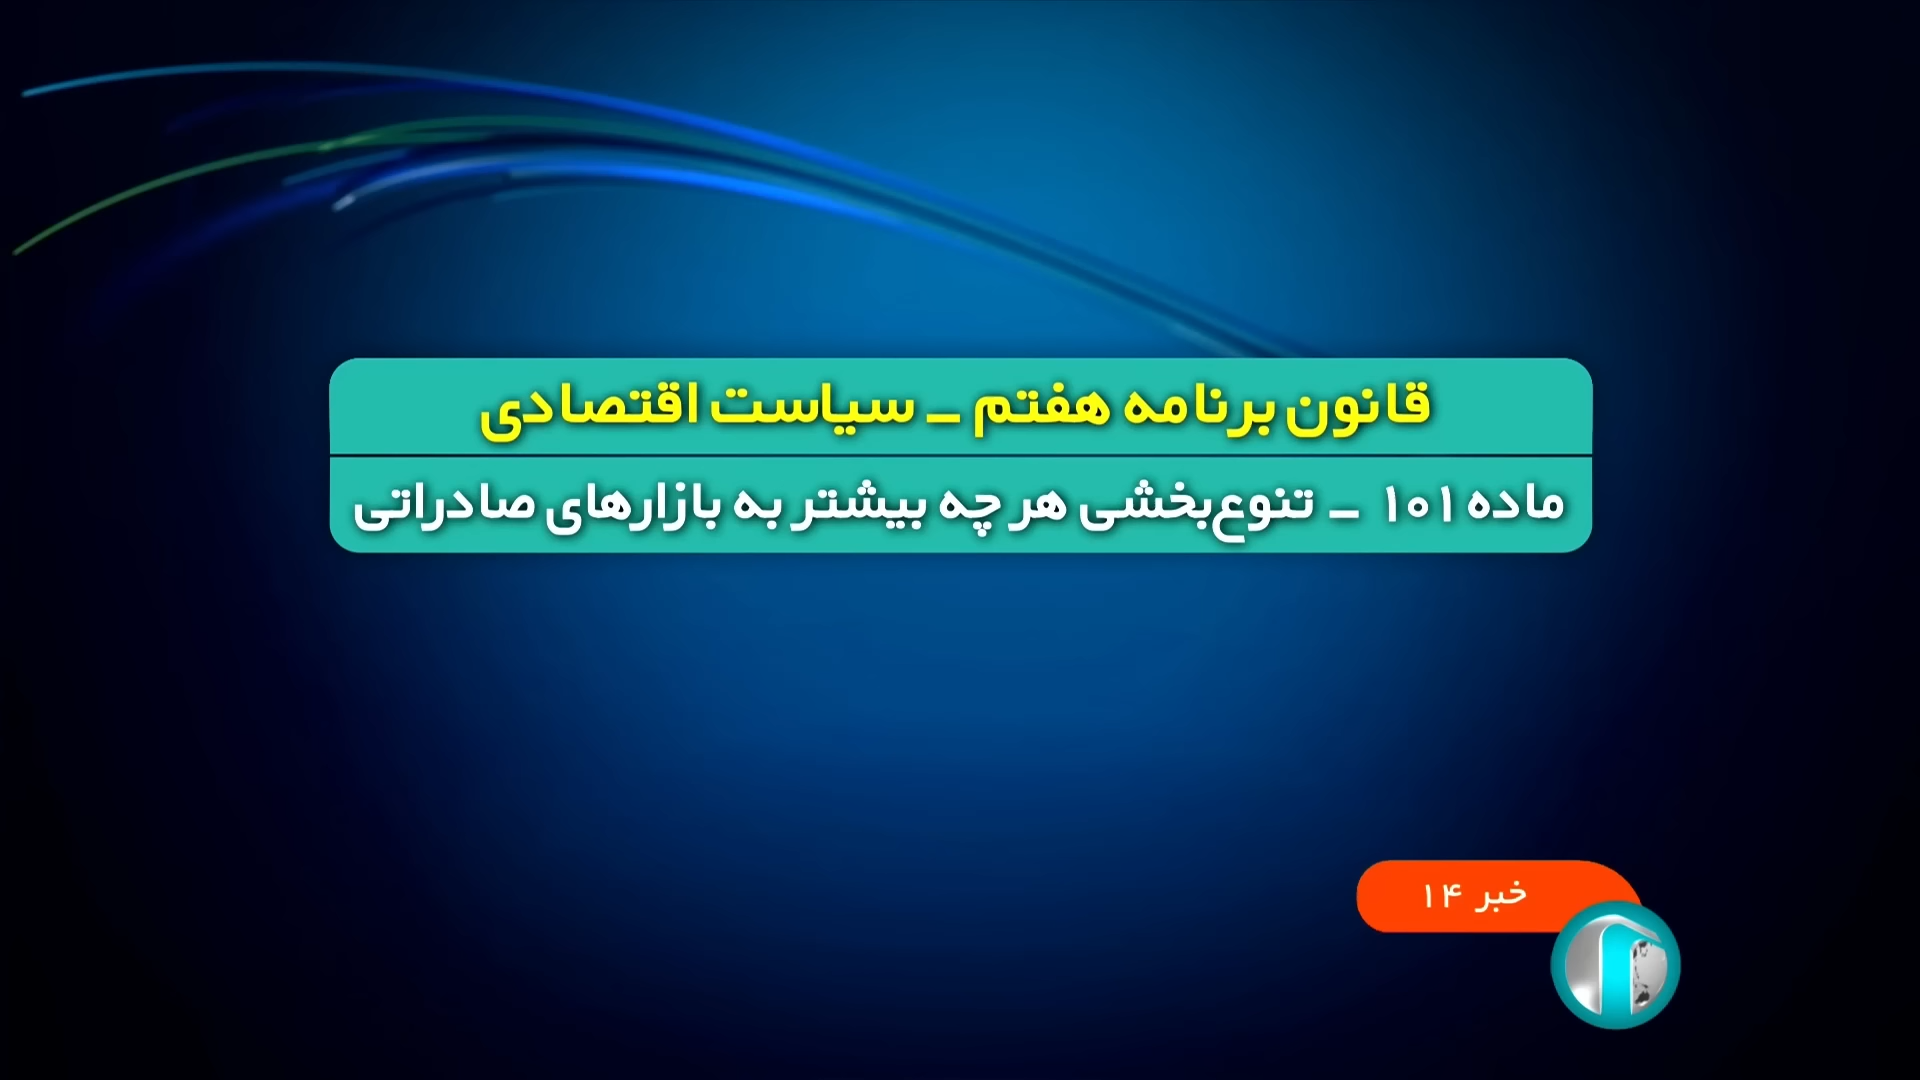 قانون برنامه هفتم ـ سیاست اقتصادی
ماده ۱۰۱ ـ تنوع‌بخشی هر چه بیشتر به بازارهای صادراتی
خبر ۱۴